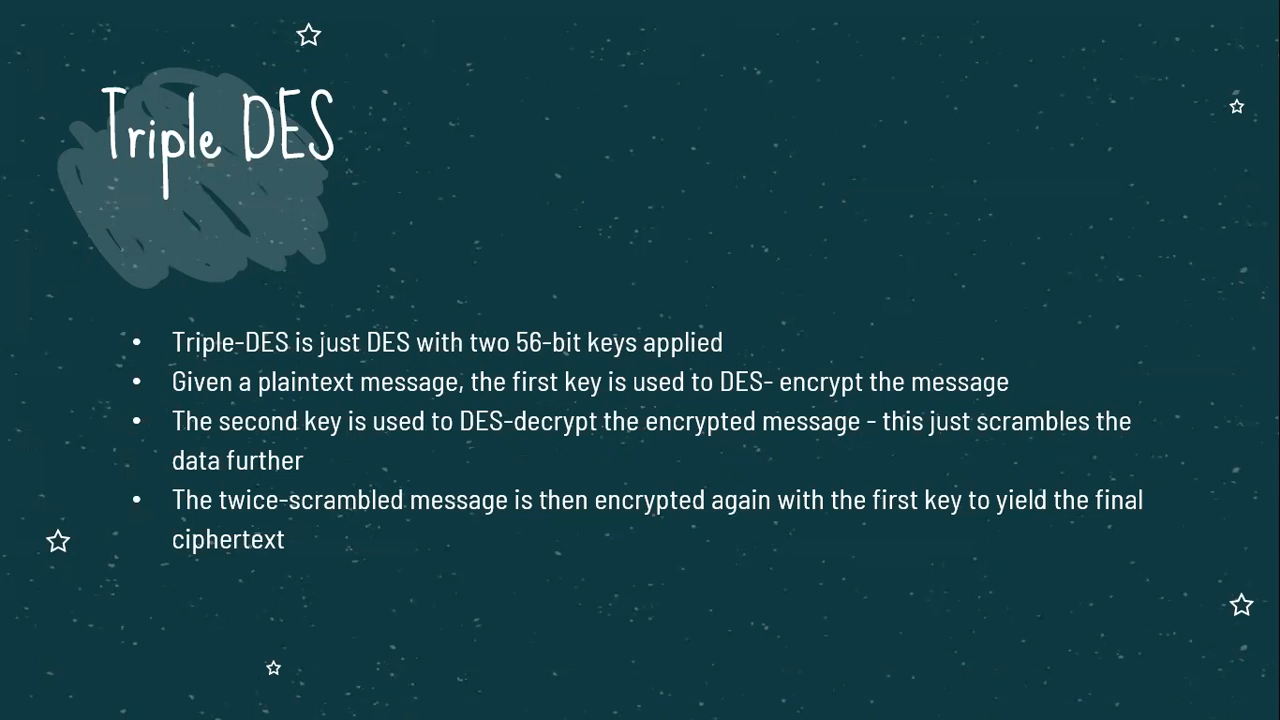 Triple DES
• Triple-DES is just DES with two 56-bit keys applied
• Given a plaintext message, the first key is used to DES- encrypt the message
• The second key is used to DES-decrypt the encrypted message - this just scrambles the
data further
• The twice-scrambled message is then encrypted again with the first key to yield the final
ciphertext